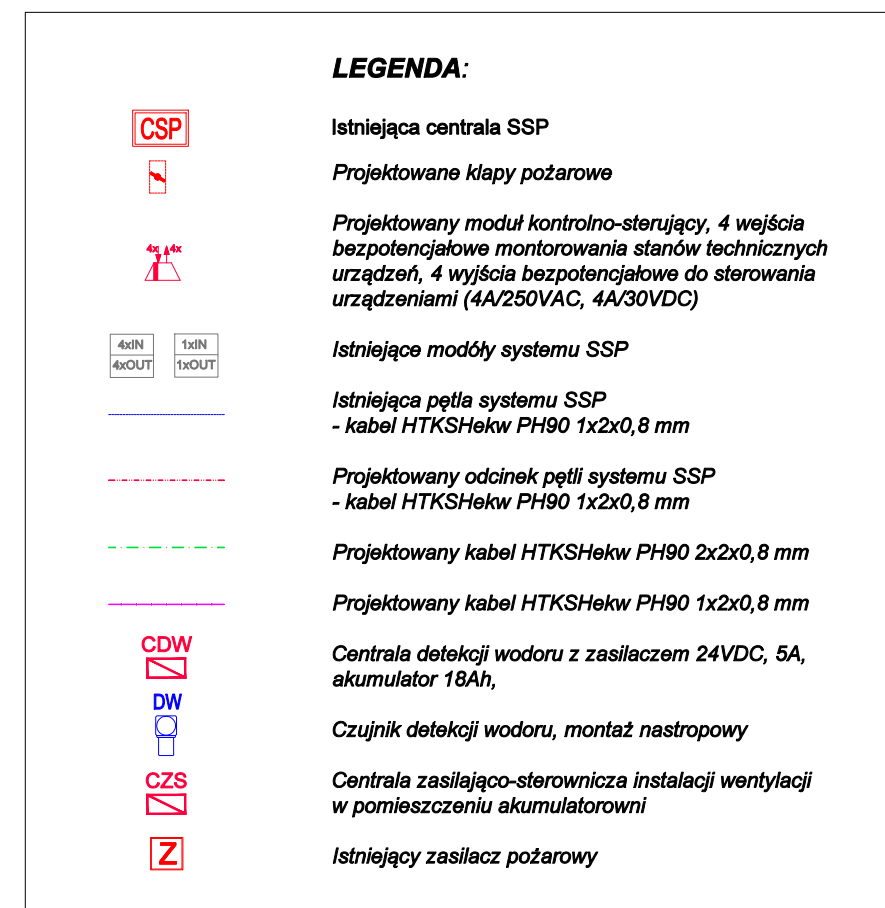 LEGENDA:
CSP
Istniejąca centrala SSP
Projektowane klapy pożarowe
4x 4x
Projektowany moduł kontrolno-sterujący, 4 wejścia
bezpotencjałowe montorowania stanów technicznych
urządzeń, 4 wyjścia bezpotencjałowe do sterowania
urządzeniami (4A/250VAC, 4A/30VDC)
4xIN 1xIN
4xOUT 1xOUT
Istniejące modóły systemu SSP
Istniejąca pętla systemu SSP
- kabel HTKSHekw PH90 1x2x0,8 mm
Projektowany odcinek pętli systemu SSP
- kabel HTKSHekw PH90 1x2x0,8 mm
Projektowany kabel HTKSHekw PH90 2x2x0,8 mm
Projektowany kabel HTKSHekw PH90 1x2x0,8 mm
CDW
Centrala detekcji wodoru z zasilaczem 24VDC, 5A,
akumulator 18Ah,
DW
Czujnik detekcji wodoru, montaż nastropowy
CZS
Centrala zasilająco-sterownicza instalacji wentylacji
w pomieszczeniu akumulatorowni
Z
Istniejący zasilacz pożarowy